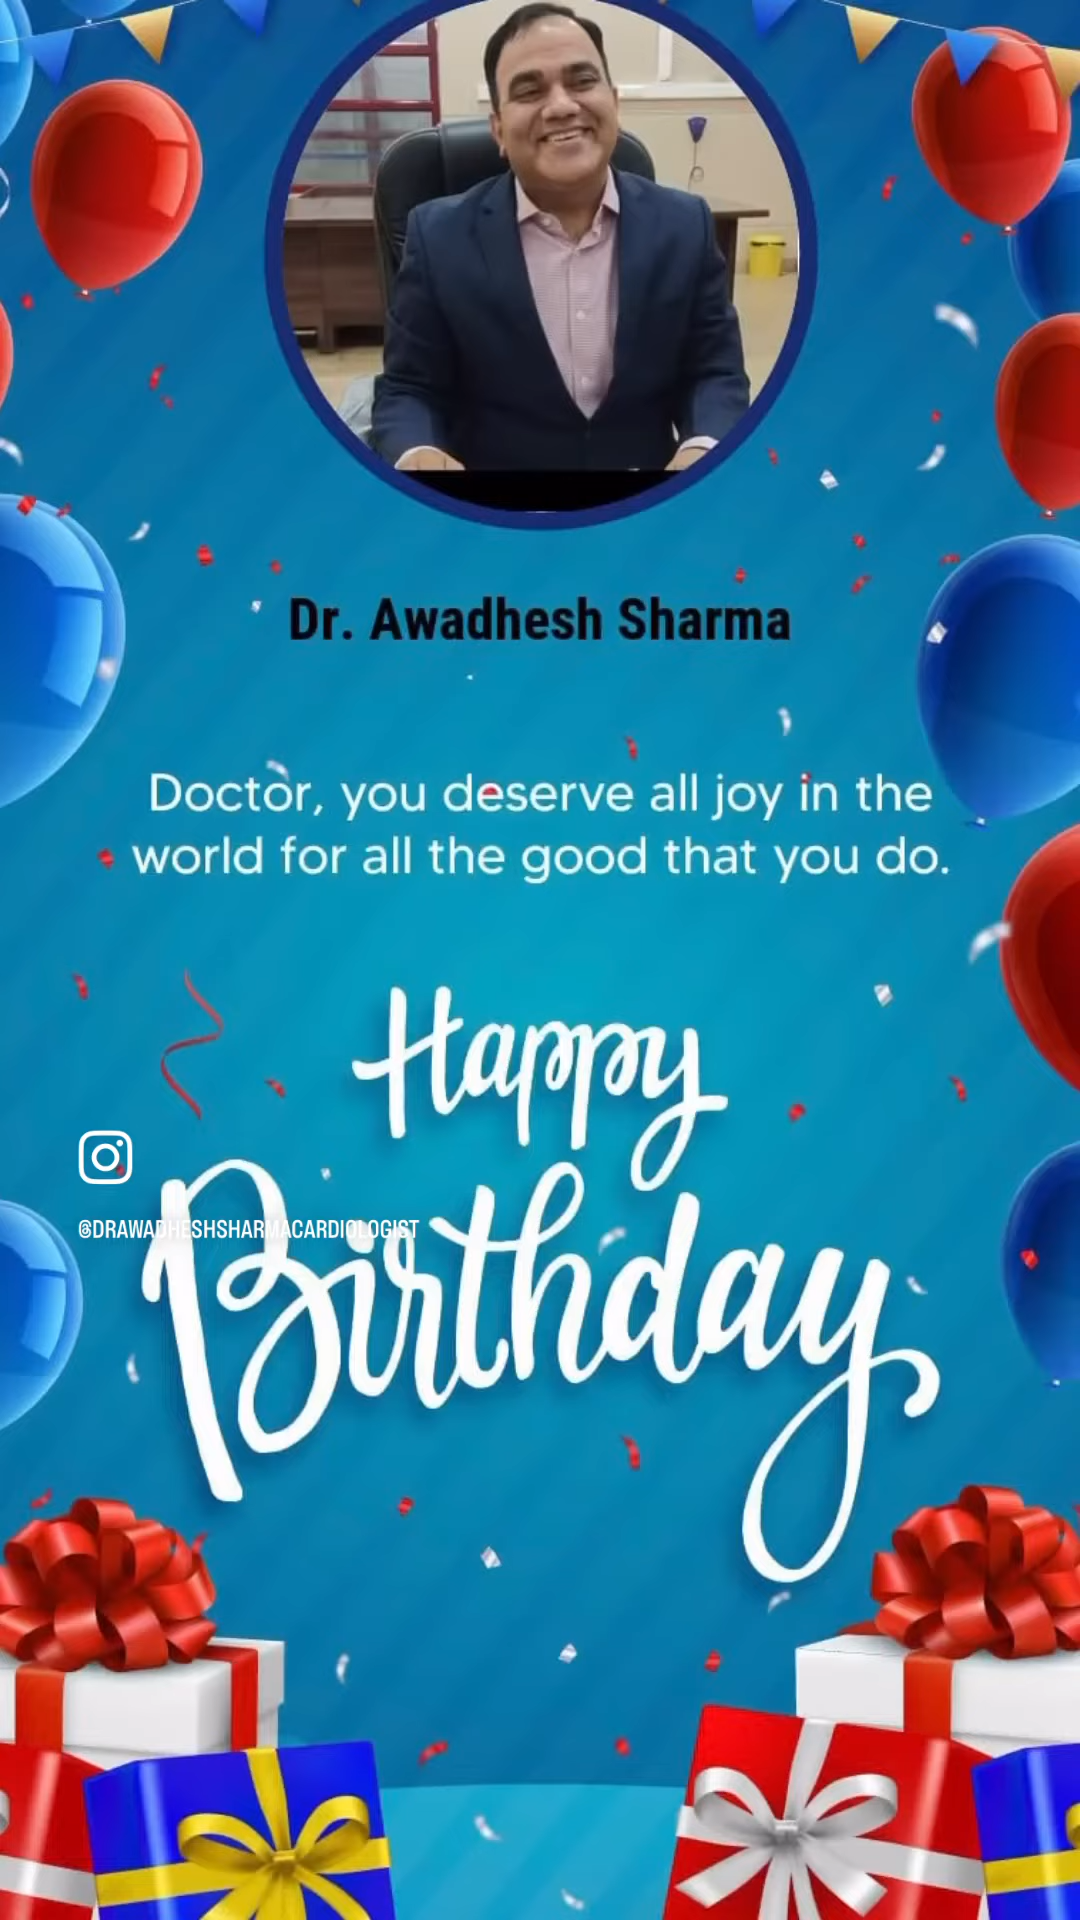 Dr. Awadhesh Sharma
Doctor, you deserve all joy in the
world for all the good that you do.
Happy
Birthday
@DRAWADHESHSHARMACARDIOLOGIST